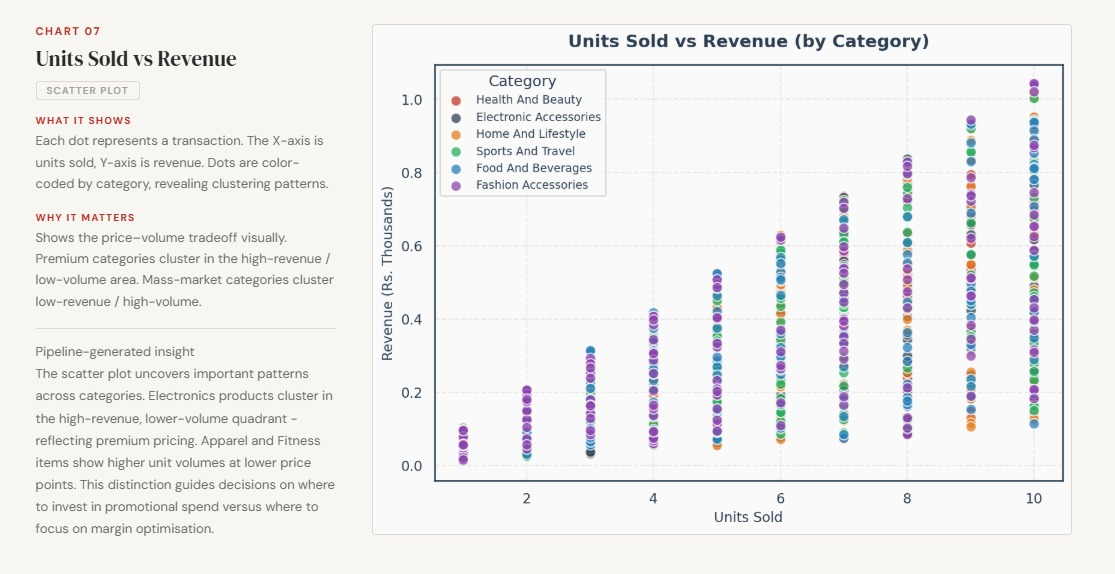 CHART 07
Units Sold vs Revenue
SCATTER PLOT
WHAT IT SHOWS
Each dot represents a transaction. The X-axis is
units sold, Y-axis is revenue. Dots are color-
coded by category, revealing clustering patterns.
WHY IT MATTERS
Shows the price–volume tradeoff visually.
Premium categories cluster in the high-revenue /
low-volume area. Mass-market categories cluster
low-revenue / high-volume.
Pipeline-generated insight
The scatter plot uncovers important patterns
across categories. Electronics products cluster in
the high-revenue, lower-volume quadrant -
reflecting premium pricing. Apparel and Fitness
items show higher unit volumes at lower price
points. This distinction guides decisions on where
to invest in promotional spend versus where to
focus on margin optimisation.
Units Sold vs Revenue (by Category)
Category
Health And Beauty
Electronic Accessories
Home And Lifestyle
Sports And Travel
Food And Beverages
Fashion Accessories
Revenue (Rs. Thousands)
1.0
0.8
0.6
0.4
0.2
0.0
2 4 6 8 10
Units Sold